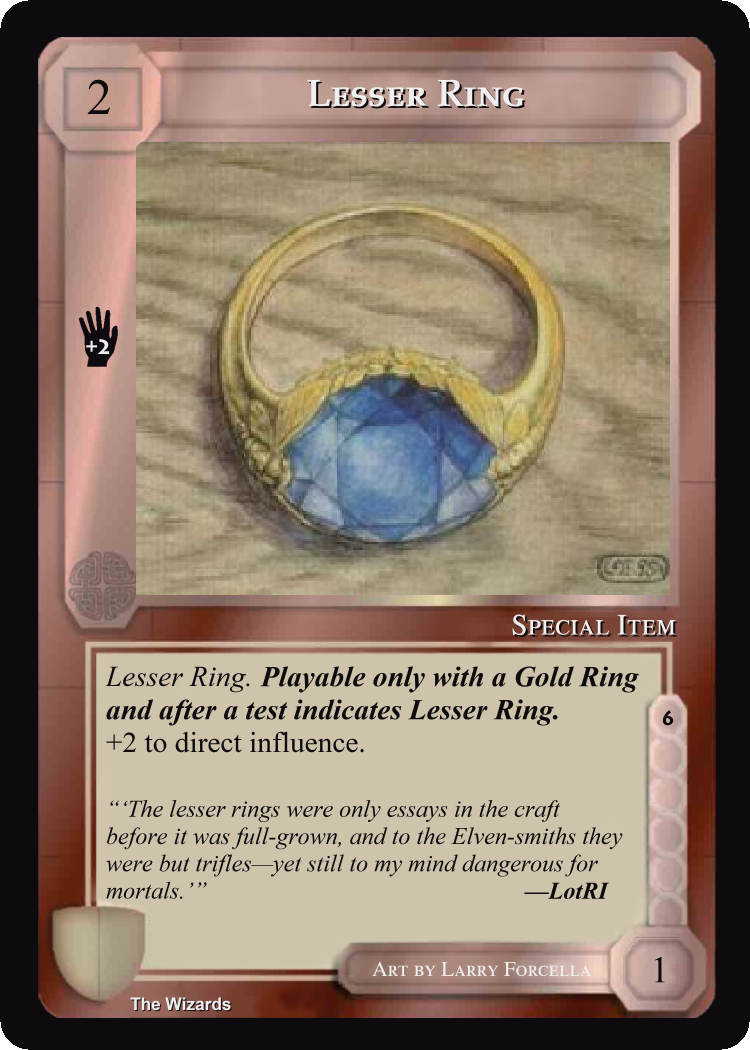 2
Lesser Ring
+2
Special Item
Lesser Ring. Playable only with a Gold Ring
and after a test indicates Lesser Ring.
+2 to direct influence.
6
“‘The lesser rings were only essays in the craft
before it was full-grown, and to the Elven-smiths they
were but trifles—yet still to my mind dangerous for
mortals.’” —LotRI
Art by Larry Forcella
1
The Wizards